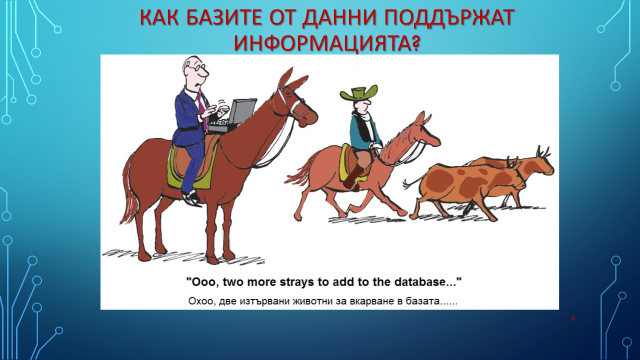 КАК БАЗИТЕ ОТ ДАННИ ПОДДЪРЖАТ
ИНФОРМАЦИЯТА?
"Ooo, two more strays to add to the database..."
Охоо, две изтървани животни за вкарване в базата......